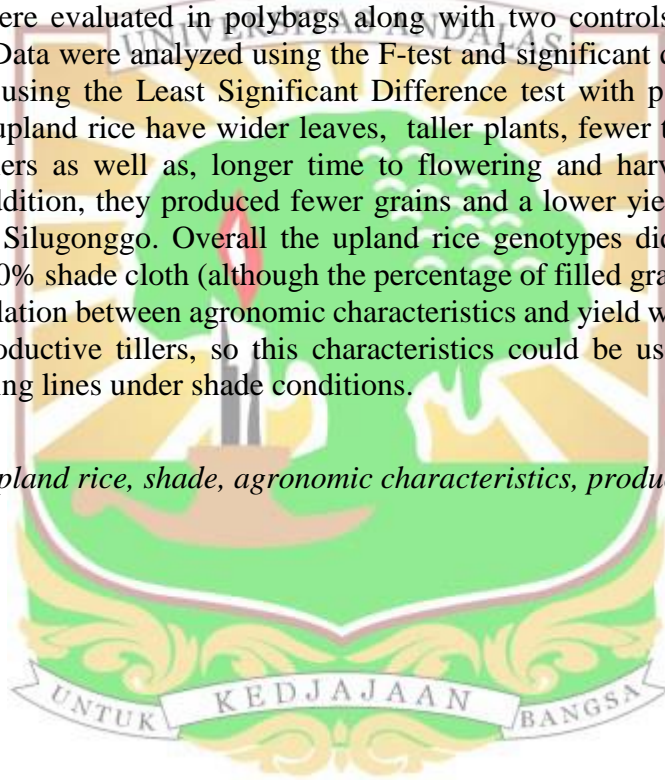 ere evaluated in polybags along with two controls
UNIVERSITAS ANDALAS
Data were analyzed using the F-test and significant
using the Least Significant Difference test with p
upland rice have wider leaves, taller plants, fewer t
ers as well as, longer time to flowering and harv
ddition, they produced fewer grains and a lower yie
Silugonggo. Overall the upland rice genotypes did
0% shade cloth (although the percentage of filled gra
lation between agronomic characteristics and yield w
oductive tillers, so this characteristics could be us
ing lines under shade conditions.
pland rice, shade, agronomic characteristics, produ
UNTUK KEDJAJAAN BANGSA